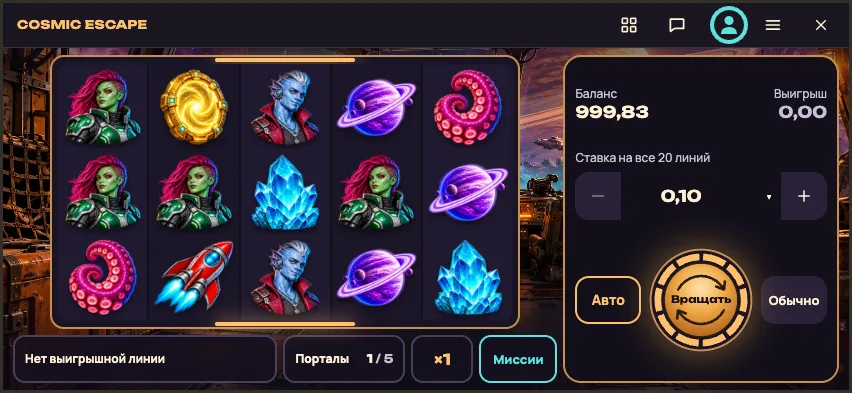 COSMIC ESCAPE
Баланс
Выигрыш
999,83
0,00
Ставка на все 20 линий
− 0,10 ▾ +
Авто
Вращать
Обычно
Нет выигрышной линии
Порталы 1 / 5
×1
Миссии